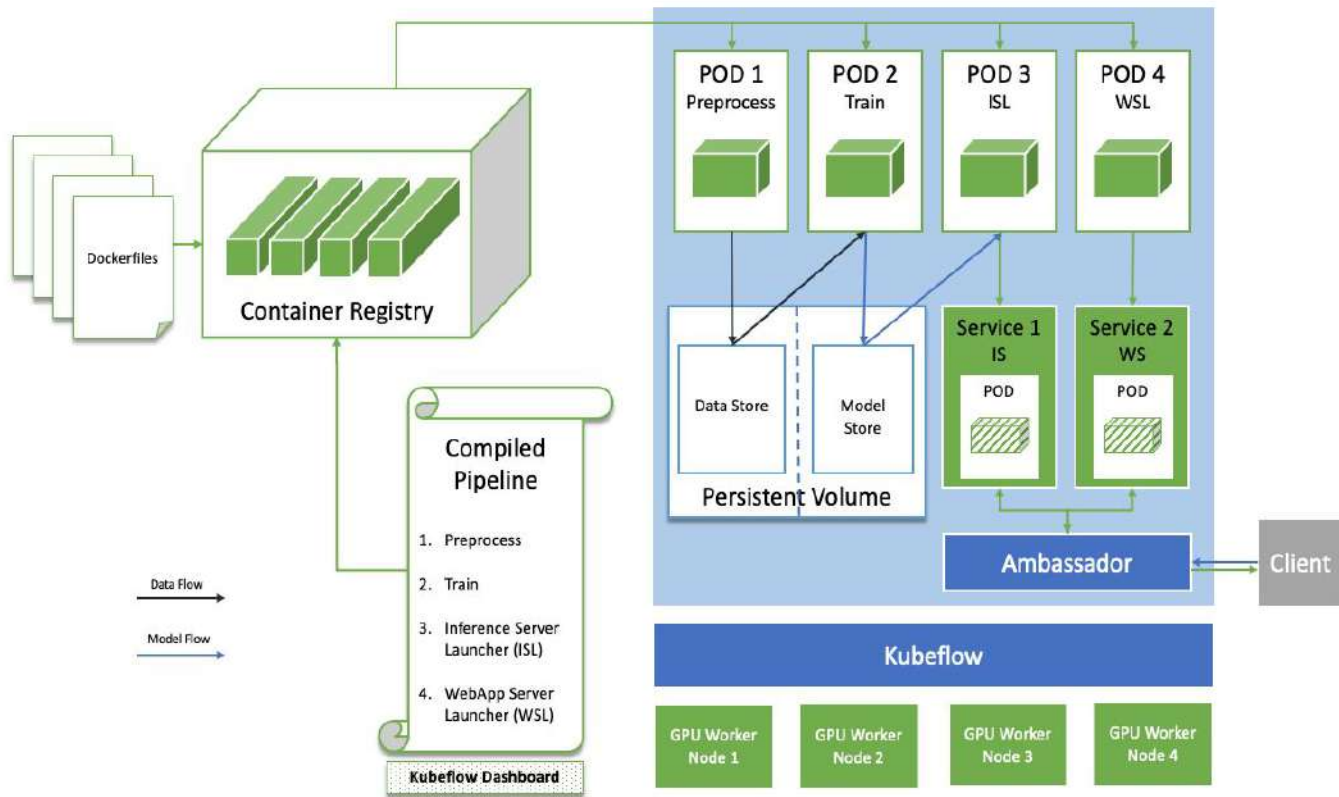 Dockerfiles
Container Registry
Compiled
Pipeline
1. Preprocess
2. Train
3. Inference Server
Launcher (ISL)
4. WebApp Server
Launcher (WSL)
Kubeflow Dashboard
Data Flow
Model Flow
POD 1
Preprocess
POD 2
Train
POD 3
ISL
POD 4
WSL
Data Store
Model
Store
Persistent Volume
Service 1
IS
POD
Service 2
WS
POD
Ambassador
Client
Kubeflow
GPU Worker
Node 1
GPU Worker
Node 2
GPU Worker
Node 3
GPU Worker
Node 4